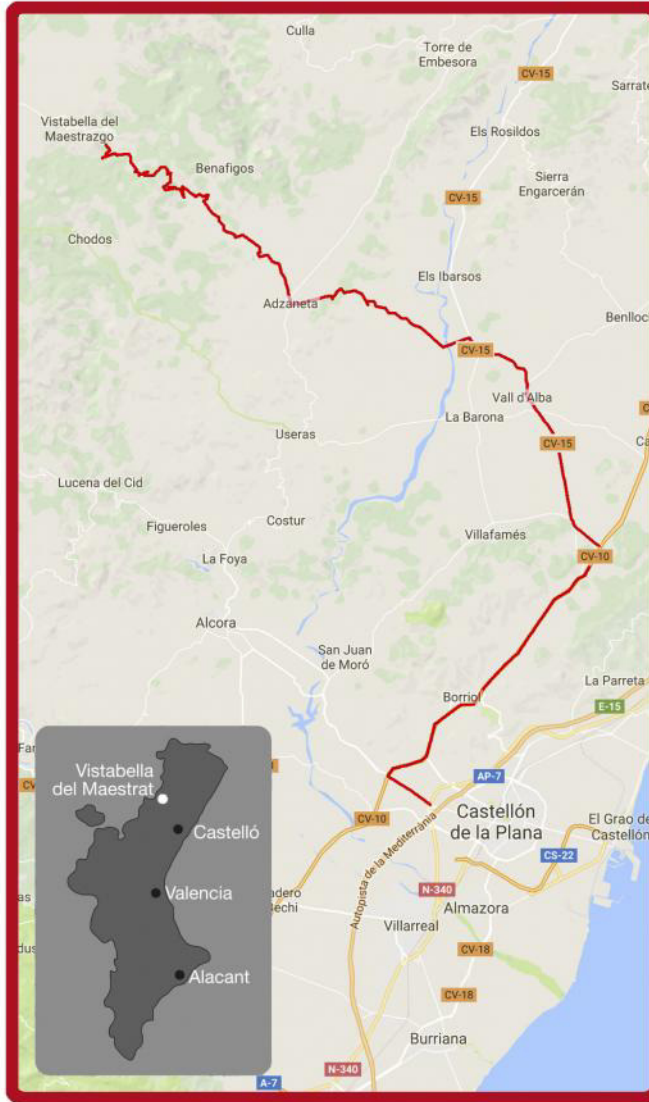 Culla
Torre de
Embesora
CV-15
Sarrate
Vistabella del
Maestrazgo
Els Rosildos
Benafigos
Sierra
Engarcerán
CV-15
Chodos
Els Ibarsos
Adzaneta
Benlloch
CV-15
Vall d'Alba
La Barona
Useras
CV-15
Lucena del Cid
Figueroles
Costur
Villafamés
CV-10
La Foya
Alcora
San Juan
de Moró
La Parreta
Borriol
E-15
AP-7
Castellón
de la Plana
CV-10
El Grao de
Castellón
Autopista de la Mediterrània
CS-22
N-340
Almazora
Villarreal
CV-18
CV-18
Burriana
N-340
A-7
Vistabella
del Maestrat
Castelló
Valencia
Alacant